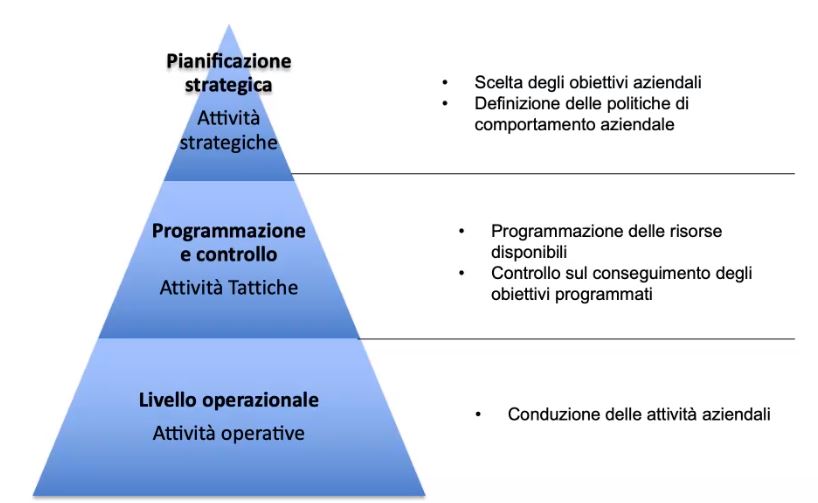 Pianificazione
strategica
Attività
strategiche
• Scelta degli obiettivi aziendali
• Definizione delle politiche di
comportamento aziendale
Programmazione
e controllo
Attività Tattiche
• Programmazione delle risorse
disponibili
• Controllo sul conseguimento degli
obiettivi programmati
Livello operazionale
Attività operative
• Conduzione delle attività aziendali